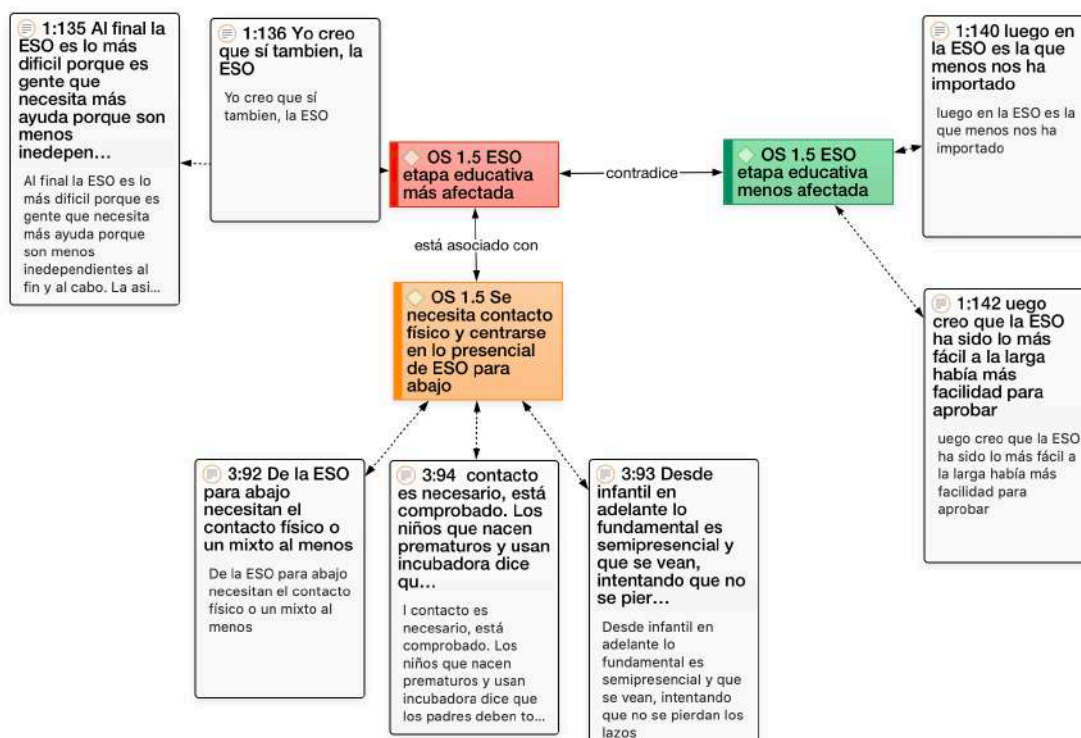 1:135 Al final la
ESO es lo más
dificil porque es
gente que
necesita más
ayuda porque son
menos
inedepen...
Al final la ESO es lo
más dificil porque es
gente que necesita
más ayuda porque
son menos
inedependientes al
fin y al cabo. La asi...
1:136 Yo creo
que sí tambien, la
ESO
Yo creo que sí
tambien, la ESO
OS 1.5 ESO
etapa educativa
más afectada
contradice
OS 1.5 ESO
etapa educativa
menos afectada
1:140 luego en
la ESO es la que
menos nos ha
importado
luego en la ESO es la
que menos nos ha
importado
está asociado con
OS 1.5 Se
necesita contacto
físico y centrarse
en lo presencial
de ESO para
abajo
1:142 uego
creo que la ESO
ha sido lo más
fácil a la larga
había más
facilidad para
aprobar
uego creo que la ESO
ha sido lo más fácil a
la larga había más
facilidad para
aprobar
3:92 De la ESO
para abajo
necesitan el
contacto físico o
un mixto al menos
De la ESO para abajo
necesitan el contacto
físico o un mixto al
menos
3:94 contacto
es necesario, está
comprobado. Los
niños que nacen
prematuros y usan
incubadora dice
qu...
l contacto es
necesario, está
comprobado. Los
niños que nacen
prematuros y usan
incubadora dice que
los padres deben to...
3:93 Desde
infantil en
adelante lo
fundamental es
semipresencial y
que se vean,
intentando que no
se pier...
Desde infantil en
adelante lo
fundamental es
semipresencial y que
se vean, intentando
que no se pierdan los
lazos